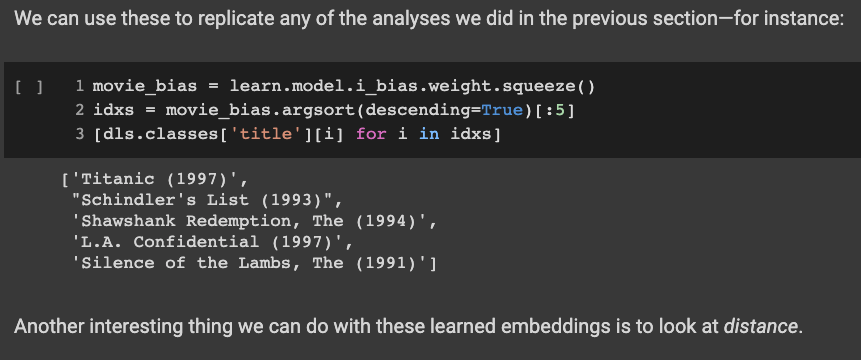 We can use these to replicate any of the analyses we did in the previous section—for instance:
[ ] 1 movie_bias = learn.model.i_bias.weight.squeeze()
2 idxs = movie_bias.argsort(descending=True)[:5]
3 [dls.classes['title'][i] for i in idxs]
['Titanic (1997)',
"Schindler's List (1993)",
'Shawshank Redemption, The (1994)',
'L.A. Confidential (1997)',
'Silence of the Lambs, The (1991)']
Another interesting thing we can do with these learned embeddings is to look at distance.